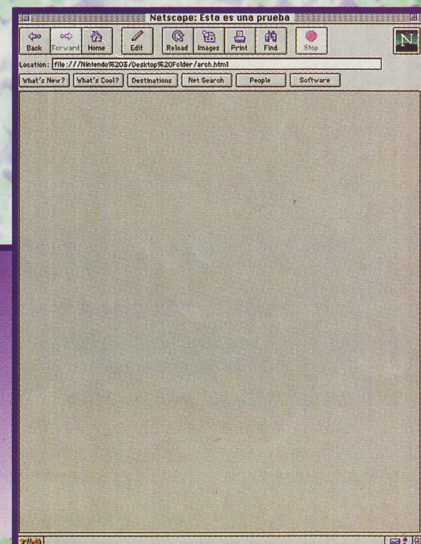 Netscape: Esta es una prueba
Back Forward Home Edit Reload Images Print Find Stop
N
Location: file:///Nintendo%203/Desktop%20Folder/arch.html
What's New? What's Cool? Destinations Net Search People Software